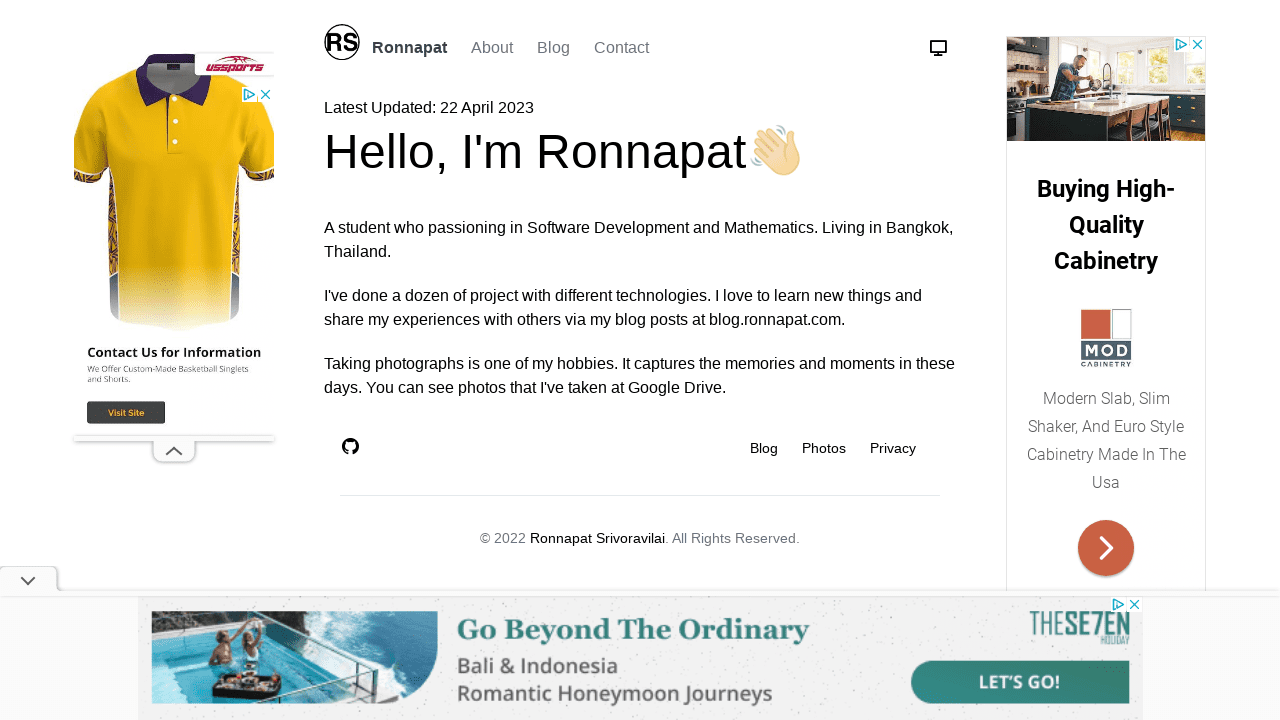 RS
Ronnapat About Blog Contact
Latest Updated: 22 April 2023
Hello, I'm Ronnapat👋🏼
A student who passioning in Software Development and Mathematics. Living in Bangkok,
Thailand.
I've done a dozen of project with different technologies. I love to learn new things and
share my experiences with others via my blog posts at blog.ronnapat.com.
Taking photographs is one of my hobbies. It captures the memories and moments in these
days. You can see photos that I've taken at Google Drive.
Blog Photos Privacy
© 2022 Ronnapat Srivoravilai. All Rights Reserved.
USSPORTS
Contact Us for Information
We Offer Custom-Made Basketball Singlets
and Shorts.
Visit Site
Buying High-
Quality
Cabinetry
MOD
CABINETRY
Modern Slab, Slim
Shaker, And Euro Style
Cabinetry Made In The
Usa
Go Beyond The Ordinary
Bali & Indonesia
Romantic Honeymoon Journeys
THESE7EN
HOLIDAY
LET'S GO!